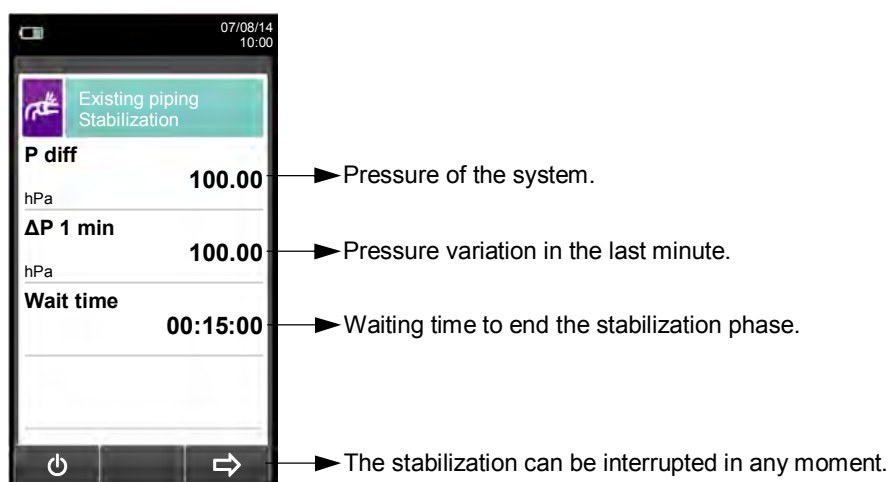 07/08/14
10:00
Existing piping
Stabilization
P diff
100.00
hPa
Pressure of the system.
ΔP 1 min
100.00
hPa
Pressure variation in the last minute.
Wait time
00:15:00
Waiting time to end the stabilization phase.
The stabilization can be interrupted in any moment.